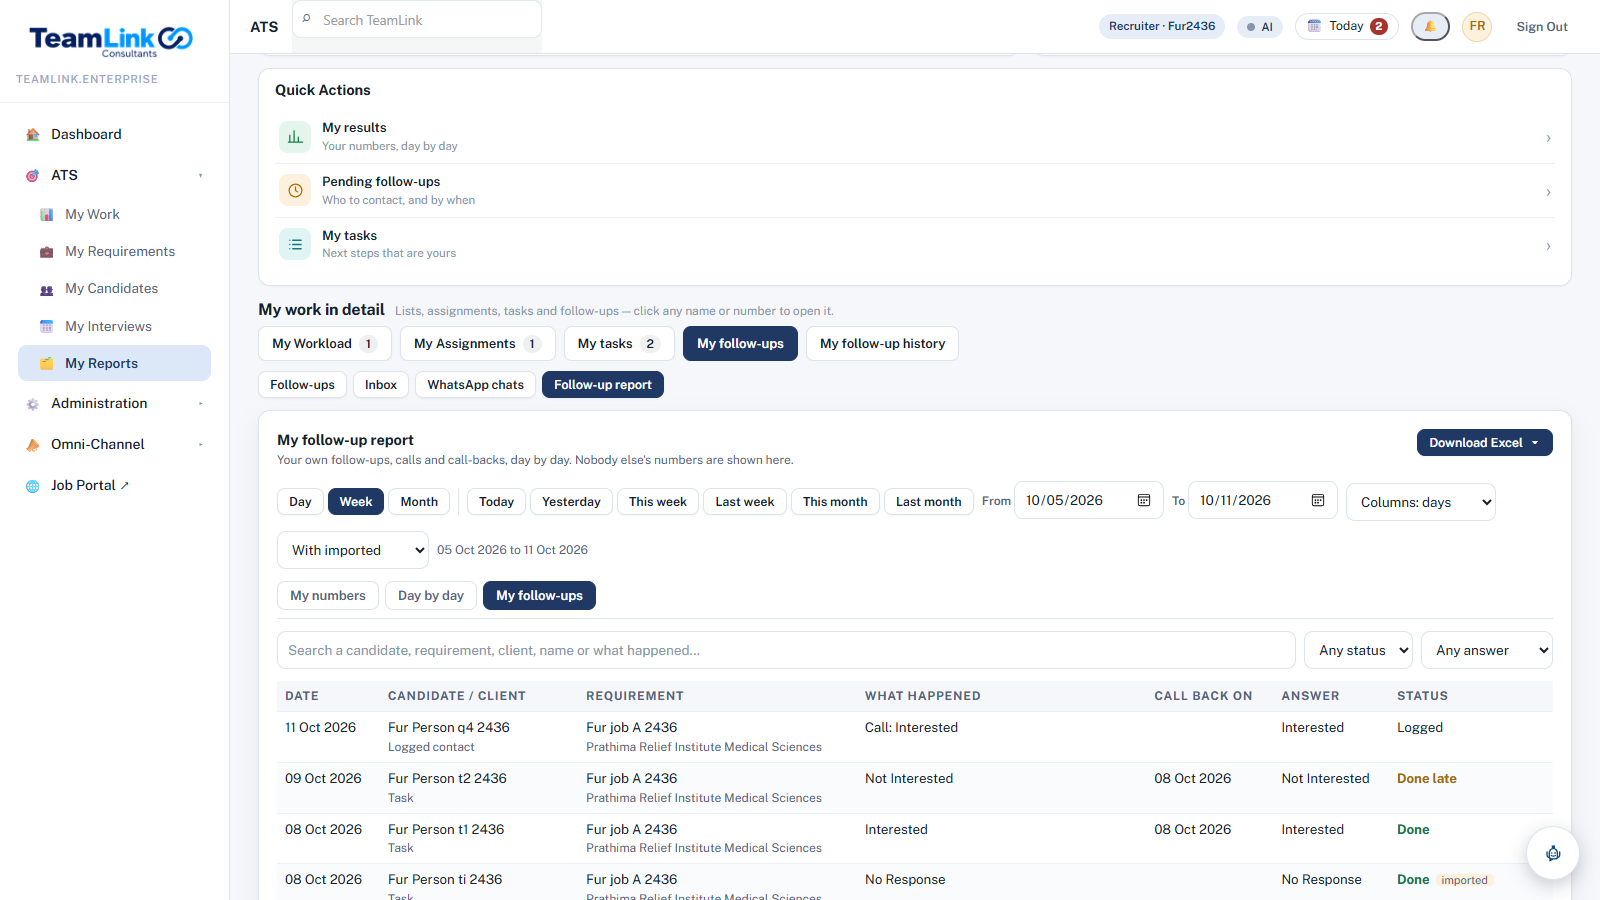 TeamLink
Consultants
TEAMLINK.ENTERPRISE
Dashboard
ATS
My Work
My Requirements
My Candidates
My Interviews
My Reports
Administration
Omni-Channel
Job Portal ↗
ATS
Search TeamLink
Recruiter · Fur2436
AI
Today 2
FR
Sign Out
Quick Actions
My results
Your numbers, day by day
Pending follow-ups
Who to contact, and by when
My tasks
Next steps that are yours
My work in detail Lists, assignments, tasks and follow-ups — click any name or number to open it.
My Workload 1 My Assignments 1 My tasks 2 My follow-ups My follow-up history
Follow-ups Inbox WhatsApp chats Follow-up report
My follow-up report
Your own follow-ups, calls and call-backs, day by day. Nobody else's numbers are shown here.
Download Excel
Day Week Month Today Yesterday This week Last week This month Last month From 10/05/2026 To 10/11/2026 Columns: days
With imported 05 Oct 2026 to 11 Oct 2026
My numbers Day by day My follow-ups
Search a candidate, requirement, client, name or what happened... Any status Any answer
DATE CANDIDATE / CLIENT REQUIREMENT WHAT HAPPENED CALL BACK ON ANSWER STATUS
11 Oct 2026 Fur Person q4 2436 Fur job A 2436 Call: Interested Interested Logged
Logged contact Prathima Relief Institute Medical Sciences
09 Oct 2026 Fur Person t2 2436 Fur job A 2436 Not Interested 08 Oct 2026 Not Interested Done late
Task Prathima Relief Institute Medical Sciences
08 Oct 2026 Fur Person t1 2436 Fur job A 2436 Interested 08 Oct 2026 Interested Done
Task Prathima Relief Institute Medical Sciences
08 Oct 2026 Fur Person ti 2436 Fur job A 2436 No Response No Response Done imported
Task Prathima Relief Institute Medical Sciences